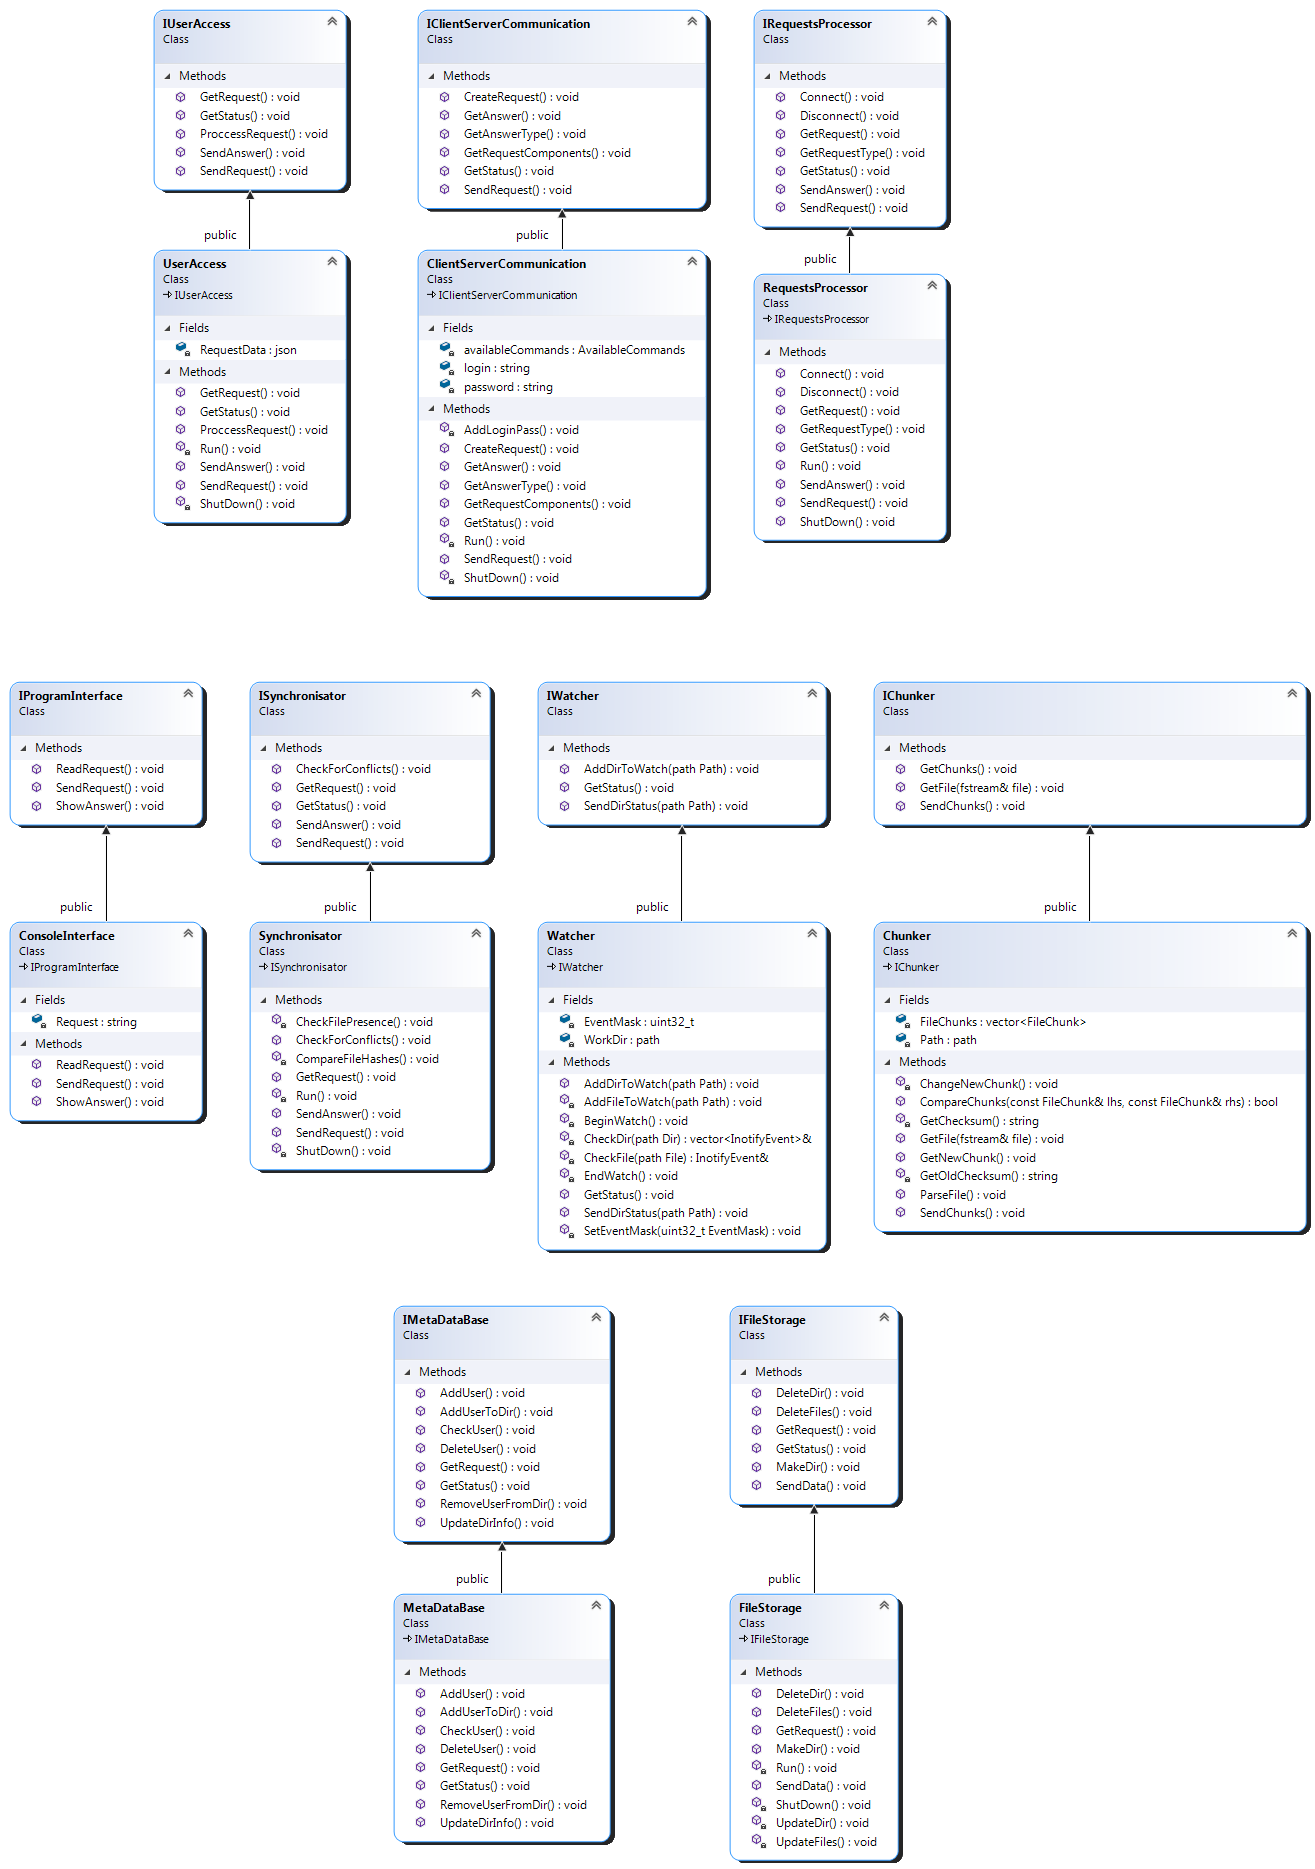 IUserAccess
Class
Methods
GetRequest() : void
GetStatus() : void
ProccessRequest() : void
SendAnswer() : void
SendRequest() : void
public
UserAccess
Class
IUserAccess
Fields
RequestData : json
Methods
GetRequest() : void
GetStatus() : void
ProccessRequest() : void
Run() : void
SendAnswer() : void
SendRequest() : void
ShutDown() : void
IClientServerCommunication
Class
Methods
CreateRequest() : void
GetAnswer() : void
GetAnswerType() : void
GetRequestComponents() : void
GetStatus() : void
SendRequest() : void
public
ClientServerCommunication
Class
IClientServerCommunication
Fields
availableCommands : AvailableCommands
login : string
password : string
Methods
AddLoginPass() : void
CreateRequest() : void
GetAnswer() : void
GetAnswerType() : void
GetRequestComponents() : void
GetStatus() : void
Run() : void
SendRequest() : void
ShutDown() : void
IRequestsProcessor
Class
Methods
Connect() : void
Disconnect() : void
GetRequest() : void
GetRequestType() : void
GetStatus() : void
SendAnswer() : void
SendRequest() : void
public
RequestsProcessor
Class
IRequestsProcessor
Methods
Connect() : void
Disconnect() : void
GetRequest() : void
GetRequestType() : void
GetStatus() : void
Run() : void
SendAnswer() : void
SendRequest() : void
ShutDown() : void
IProgramInterface
Class
Methods
ReadRequest() : void
SendRequest() : void
ShowAnswer() : void
public
ConsoleInterface
Class
IProgramInterface
Fields
Request : string
Methods
ReadRequest() : void
SendRequest() : void
ShowAnswer() : void
ISynchronisator
Class
Methods
CheckForConflicts() : void
GetRequest() : void
GetStatus() : void
SendAnswer() : void
SendRequest() : void
public
Synchronisator
Class
ISynchronisator
Methods
CheckFilePresence() : void
CheckForConflicts() : void
CompareFileHashes() : void
GetRequest() : void
Run() : void
SendAnswer() : void
SendRequest() : void
ShutDown() : void
IWatcher
Class
Methods
AddDirToWatch(path Path) : void
GetStatus() : void
SendDirStatus(path Path) : void
public
Watcher
Class
IWatcher
Fields
EventMask : uint32_t
WorkDir : path
Methods
AddDirToWatch(path Path) : void
AddFileToWatch(path Path) : void
BeginWatch() : void
CheckDir(path Dir) : vector<InotifyEvent>&
CheckFile(path File) : InotifyEvent&
EndWatch() : void
GetStatus() : void
SendDirStatus(path Path) : void
SetEventMask(uint32_t EventMask) : void
IChunker
Class
Methods
GetChunks() : void
GetFile(fstream& file) : void
SendChunks() : void
public
Chunker
Class
IChunker
Fields
FileChunks : vector<FileChunk>
Path : path
Methods
ChangeNewChunk() : void
CompareChunks(const FileChunk& lhs, const FileChunk& rhs) : bool
GetChecksum() : string
GetFile(fstream& file) : void
GetNewChunk() : void
GetOldChecksum() : string
ParseFile() : void
SendChunks() : void
IMetaDataBase
Class
Methods
AddUser() : void
AddUserToDir() : void
CheckUser() : void
DeleteUser() : void
GetRequest() : void
GetStatus() : void
RemoveUserFromDir() : void
UpdateDirInfo() : void
public
MetaDataBase
Class
IMetaDataBase
Methods
AddUser() : void
AddUserToDir() : void
CheckUser() : void
DeleteUser() : void
GetRequest() : void
GetStatus() : void
RemoveUserFromDir() : void
UpdateDirInfo() : void
IFileStorage
Class
Methods
DeleteDir() : void
DeleteFiles() : void
GetRequest() : void
GetStatus() : void
MakeDir() : void
SendData() : void
public
FileStorage
Class
IFileStorage
Methods
DeleteDir() : void
DeleteFiles() : void
GetRequest() : void
MakeDir() : void
Run() : void
SendData() : void
ShutDown() : void
UpdateDir() : void
UpdateFiles() : void